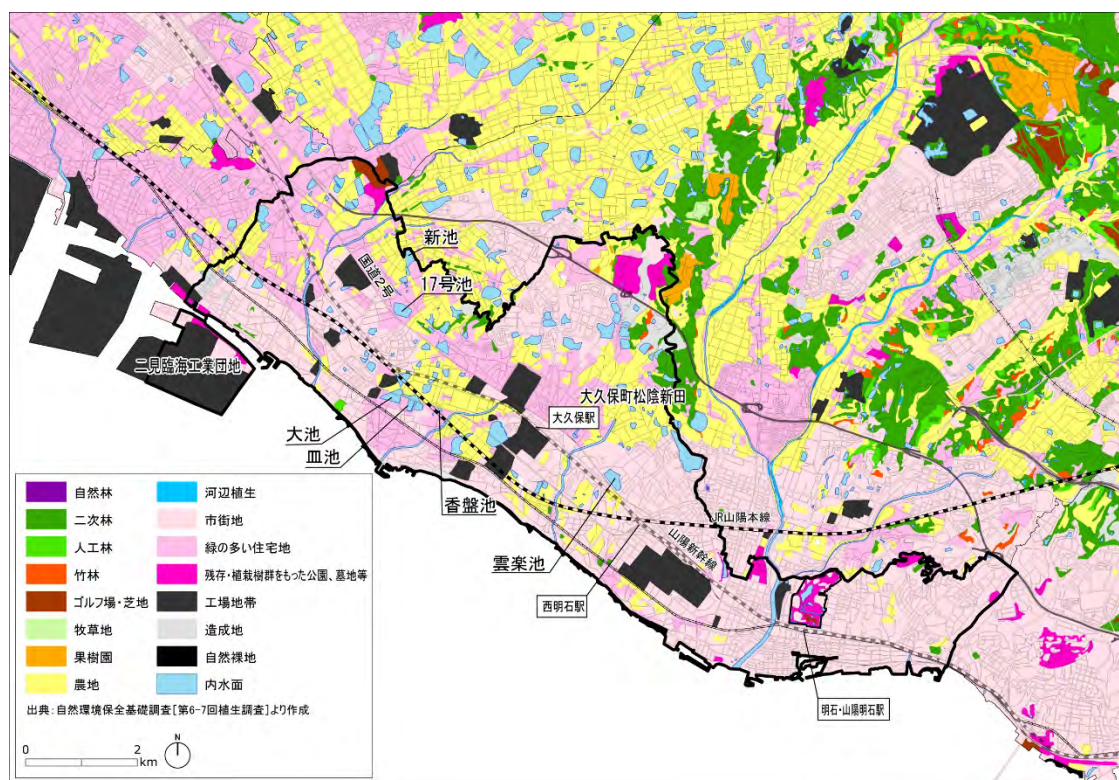 新池
国道2号
17号池
二見臨海工業団地
大久保町松陰新田
大久保駅
大池
皿池
香盤池
JR山陽本線
山陽新幹線
雲楽池
西明石駅
明石・山陽明石駅
自然林
河辺植生
二次林
市街地
人工林
緑の多い住宅地
竹林
残存・植栽樹群をもった公園、墓地等
ゴルフ場・芝地
工場地帯
牧草地
造成地
果樹園
自然裸地
農地
内水面
出典：自然環境保全基礎調査[第6-7回植生調査]より作成
0 2
km
N